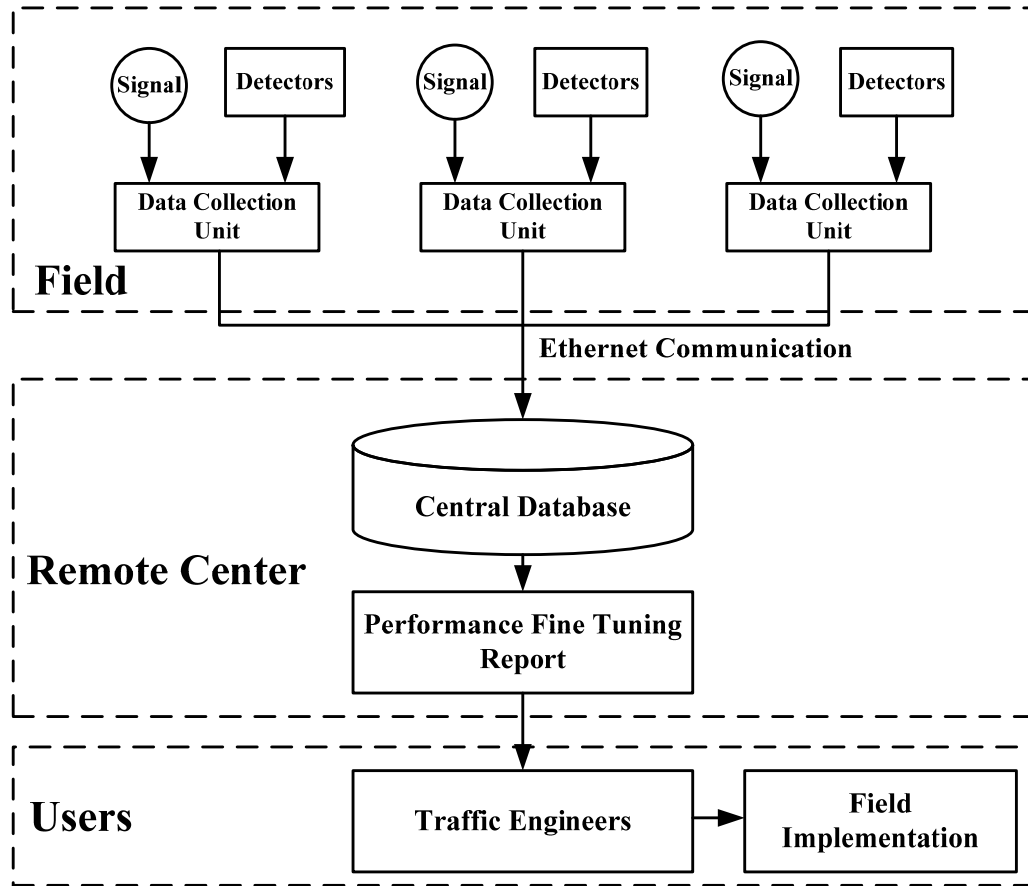 Signal
Detectors
Signal
Detectors
Signal
Detectors
Data Collection
Unit
Data Collection
Unit
Data Collection
Unit
Field
Ethernet Communication
Central Database
Remote Center
Performance Fine Tuning
Report
Users
Traffic Engineers
Field
Implementation